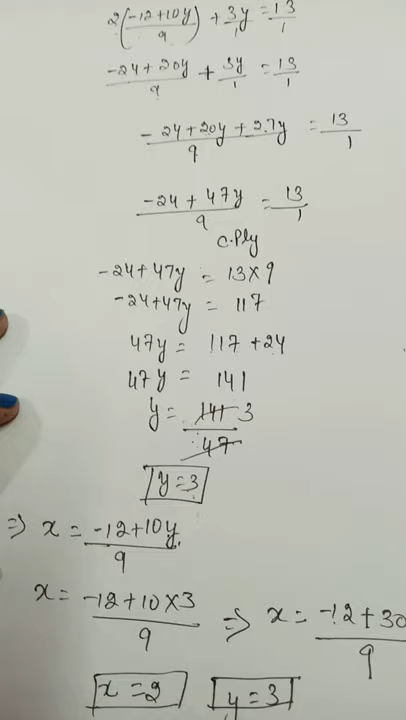 2(-12+10y/9) + 3y/1 = 13/1
-24+20y/9 + 3y/1 = 13/1
-24+20y+27y/9 = 13/1
-24+47y/9 = 13/1
C.Ply
-24+47y = 13×9
-24+47y = 117
47y = 117+24
47y = 141
y = 141/47 3
y=3
⇒ x = -12+10y/9
x = -12+10×3/9 ⇒ x = -12+30/9
x=2 y=3